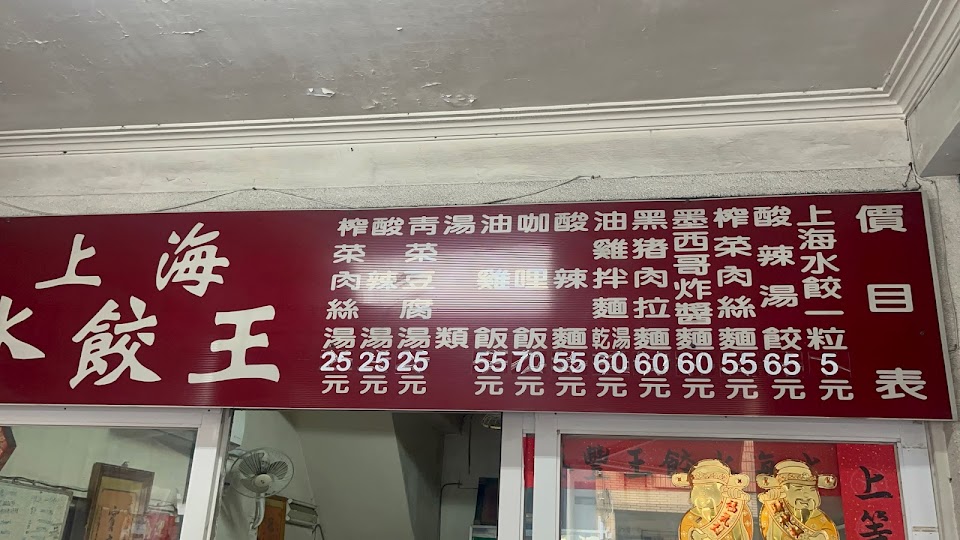 價目表
上海水餃一粒5元
酸辣湯餃65元
榨菜肉絲麵55元
墨西哥炸醬麵60元
黑豬肉拉麵60元
油雞拌麵乾湯60元
酸辣麵55元
咖哩飯70元
油雞飯55元
湯類
青菜豆腐湯25元
酸辣湯25元
榨菜肉絲湯25元
上海
水餃王
上等